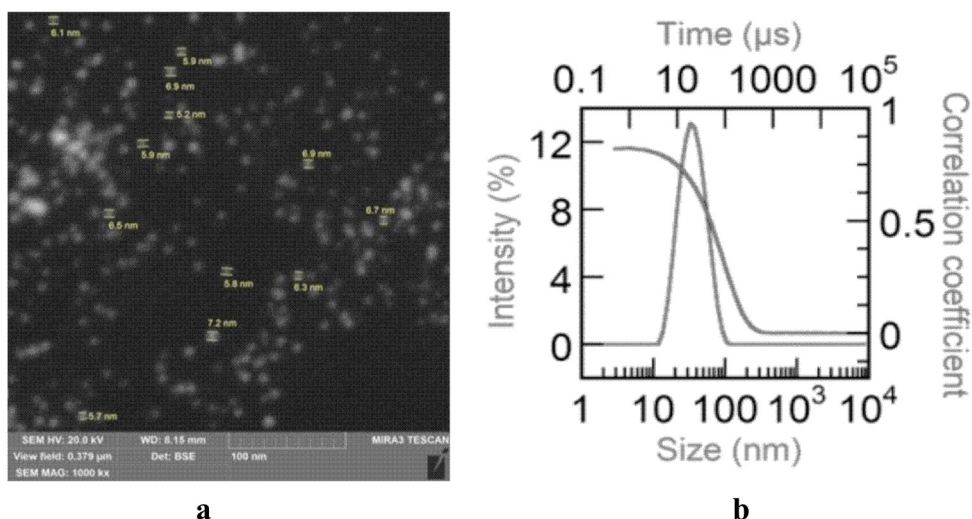 6.1 nm
5.9 nm
6.9 nm
5.2 nm
5.9 nm
6.9 nm
6.7 nm
6.5 nm
5.8 nm
6.3 nm
7.2 nm
5.7 nm
SEM HV: 20.0 kV WD: 6.15 mm MIRA3 TESCAN
View field: 0.379 µm Det: BSE 100 nm
SEM MAG: 1000 kx
a
Time (µs)
0.1 10 1000 10^5
Intensity (%)
12
8
4
0
1
0.5
0
Correlation coefficient
1 10 100 10^3 10^4
Size (nm)
b